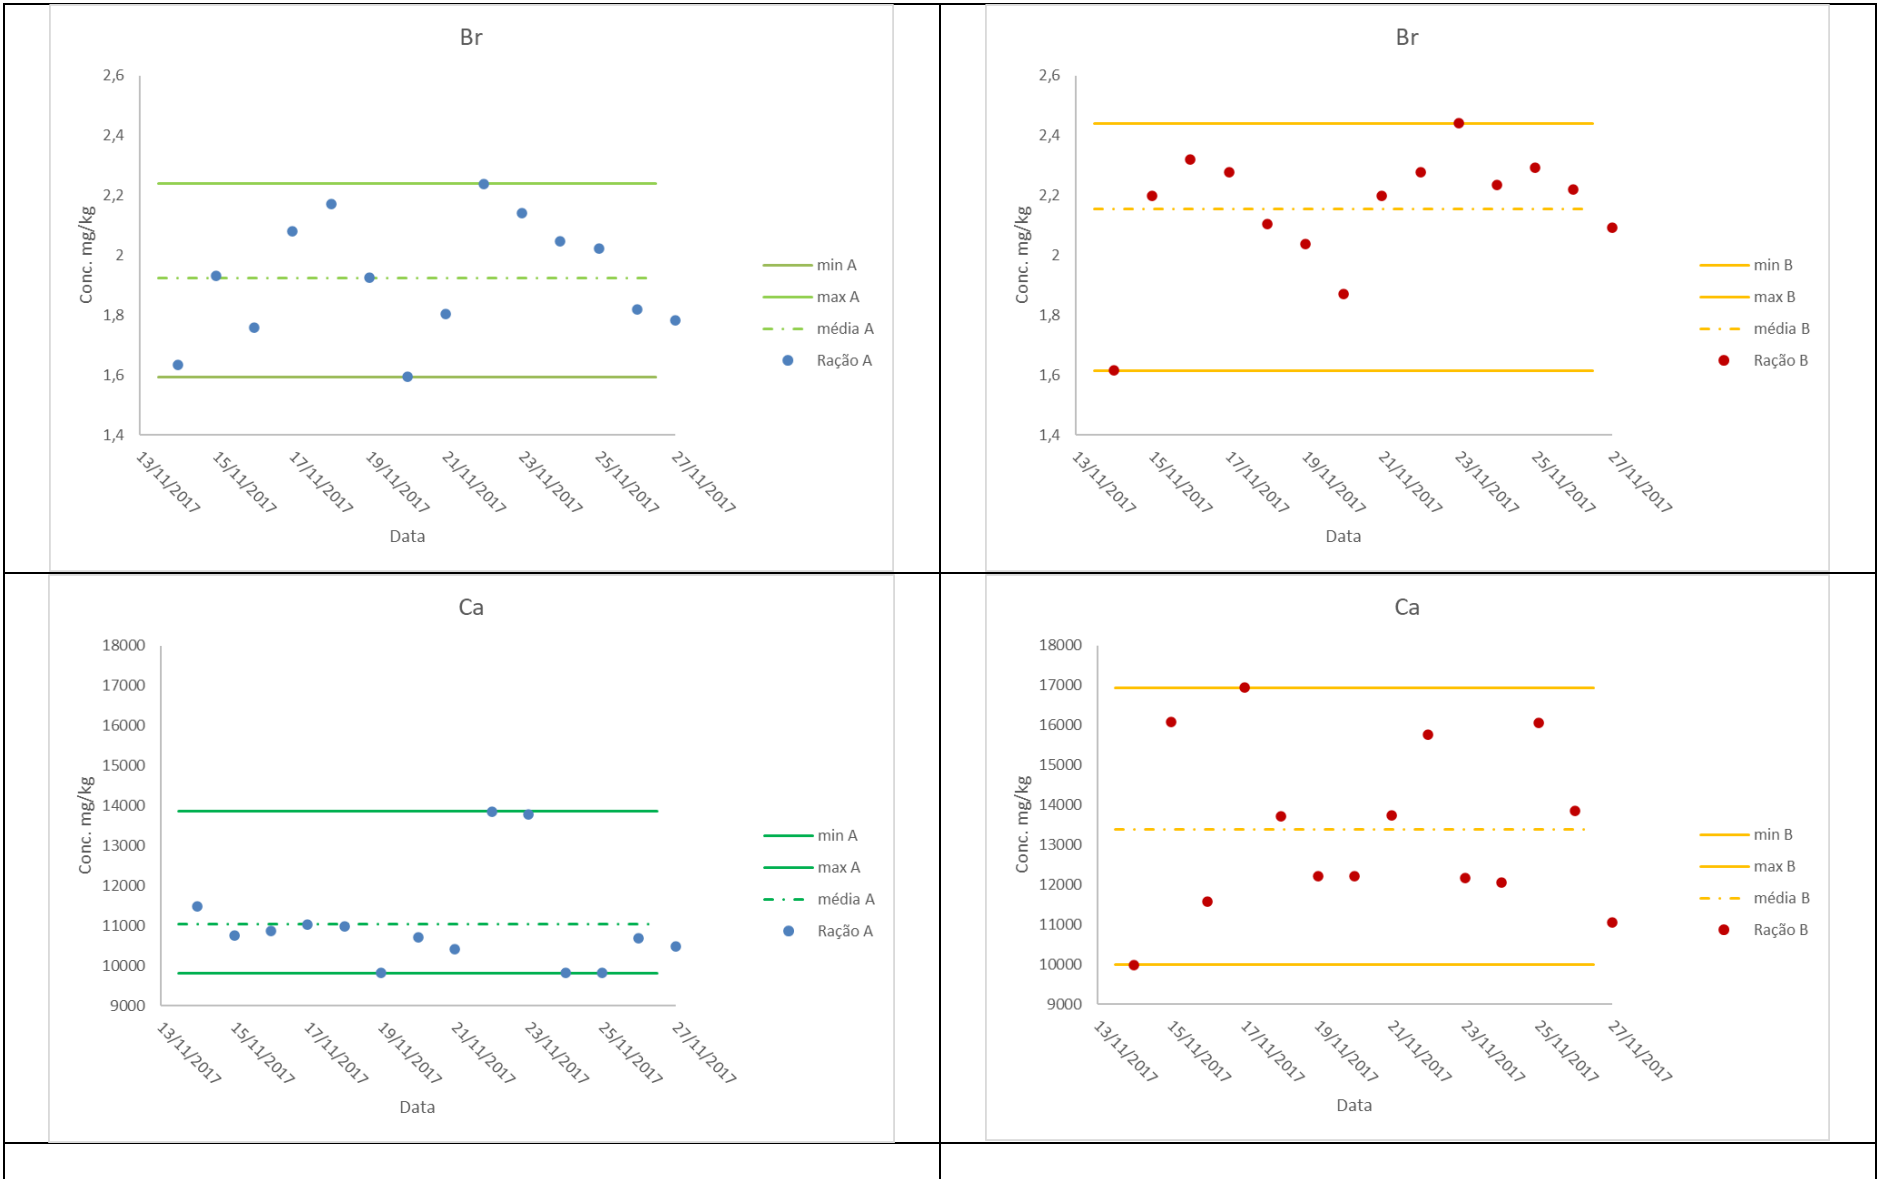 Br
2,6
2,4
2,2
2
1,8
1,6
1,4
Conc. mg/kg
13/11/2017
15/11/2017
17/11/2017
19/11/2017
21/11/2017
23/11/2017
25/11/2017
27/11/2017
Data
min A
max A
média A
Ração A
Br
2,6
2,4
2,2
2
1,8
1,6
1,4
Conc. mg/kg
13/11/2017
15/11/2017
17/11/2017
19/11/2017
21/11/2017
23/11/2017
25/11/2017
27/11/2017
Data
min B
max B
média B
Ração B
Ca
18000
17000
16000
15000
14000
13000
12000
11000
10000
9000
Conc. mg/kg
13/11/2017
15/11/2017
17/11/2017
19/11/2017
21/11/2017
23/11/2017
25/11/2017
27/11/2017
Data
min A
max A
média A
Ração A
Ca
18000
17000
16000
15000
14000
13000
12000
11000
10000
9000
Conc. mg/kg
13/11/2017
15/11/2017
17/11/2017
19/11/2017
21/11/2017
23/11/2017
25/11/2017
27/11/2017
Data
min B
max B
média B
Ração B